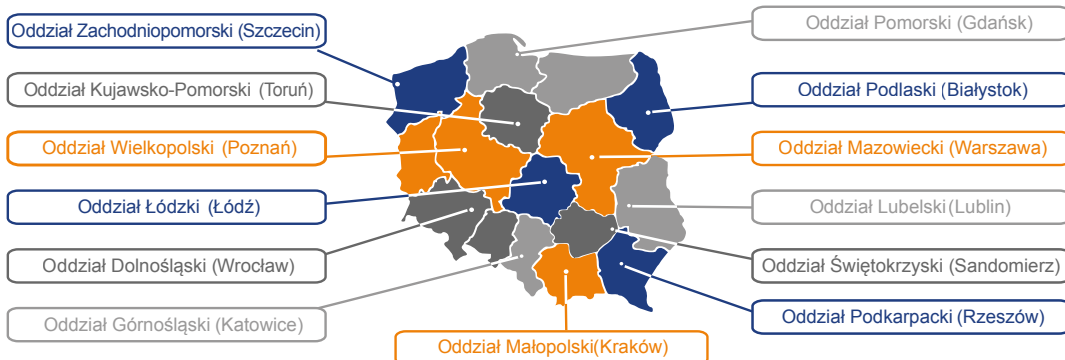 Oddział Zachodniopomorski (Szczecin)
Oddział Kujawsko-Pomorski (Toruń)
Oddział Wielkopolski (Poznań)
Oddział Łódzki (Łódź)
Oddział Dolnośląski (Wrocław)
Oddział Górnośląski (Katowice)
Oddział Małopolski(Kraków)
Oddział Pomorski (Gdańsk)
Oddział Podlaski (Białystok)
Oddział Mazowiecki (Warszawa)
Oddział Lubelski (Lublin)
Oddział Świętokrzyski (Sandomierz)
Oddział Podkarpacki (Rzeszów)